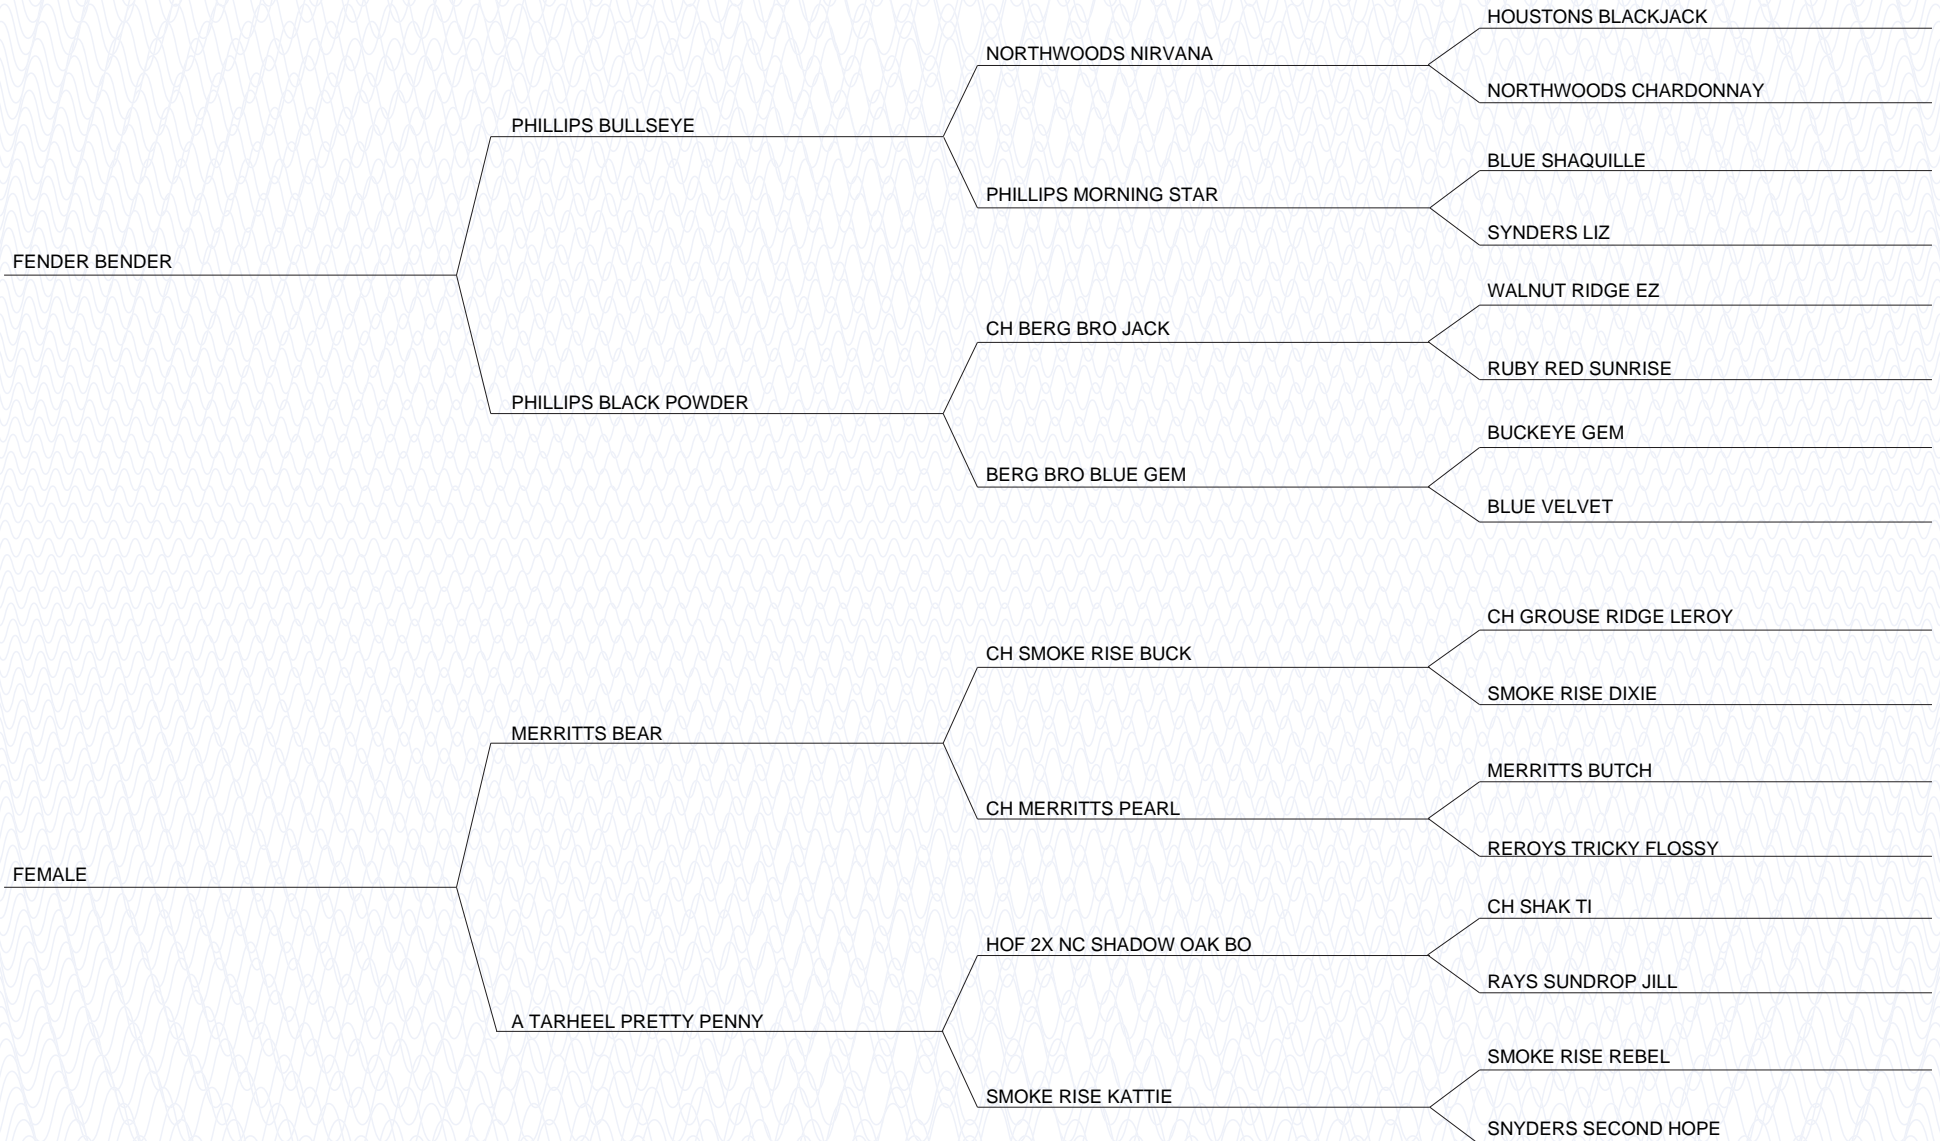 HOUSTONS BLACKJACK
NORTHWOODS NIRVANA
NORTHWOODS CHARDONNAY
PHILLIPS BULLSEYE
BLUE SHAQUILLE
PHILLIPS MORNING STAR
SYNDERS LIZ
FENDER BENDER
WALNUT RIDGE EZ
CH BERG BRO JACK
RUBY RED SUNRISE
PHILLIPS BLACK POWDER
BUCKEYE GEM
BERG BRO BLUE GEM
BLUE VELVET
CH GROUSE RIDGE LEROY
CH SMOKE RISE BUCK
SMOKE RISE DIXIE
MERRITTS BEAR
MERRITTS BUTCH
CH MERRITTS PEARL
REROYS TRICKY FLOSSY
FEMALE
CH SHAK TI
HOF 2X NC SHADOW OAK BO
RAYS SUNDROP JILL
A TARHEEL PRETTY PENNY
SMOKE RISE REBEL
SMOKE RISE KATTIE
SNYDERS SECOND HOPE